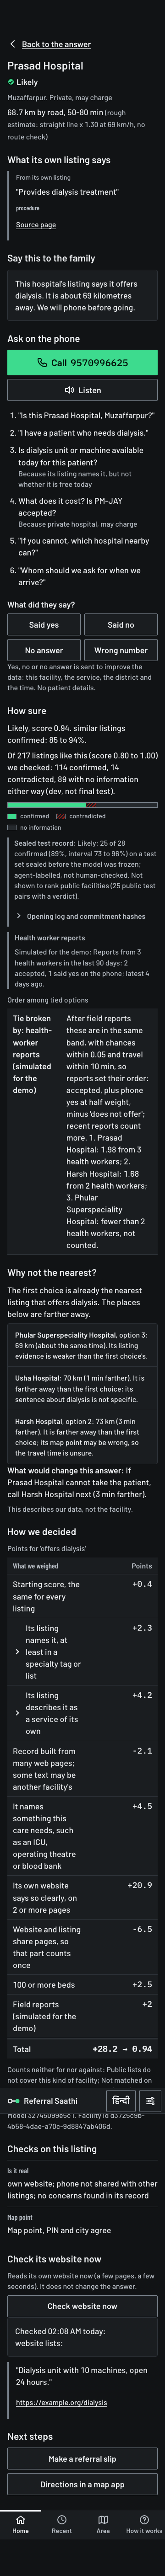 Back to the answer
Prasad Hospital
Likely
Muzaffarpur. Private, may charge
68.7 km by road, 50-80 min (rough
estimate: straight line x 1.30 at 69 km/h, no
route check)
What its own listing says
From its own listing
"Provides dialysis treatment"
procedure
Source page
Say this to the family
This hospital's listing says it offers
dialysis. It is about 69 kilometres
away. We will phone before going.
Ask on the phone
Call 9570996625
Listen
1. "Is this Prasad Hospital, Muzaffarpur?"
2. "I have a patient who needs dialysis."
3. Is dialysis unit or machine available
today for this patient?
Because its listing names it, but not
whether it is free today
4. What does it cost? Is PM-JAY
accepted?
Because private hospital, may charge
5. "If you cannot, which hospital nearby
can?"
6. "Whom should we ask for when we
arrive?"
What did they say?
Said yes
Said no
No answer
Wrong number
Yes, no or no answer is sent to improve the
data: this facility, the service, the district and
the time. No patient details.
How sure
Likely, score 0.94, similar listings
confirmed: 85 to 94%.
Of 217 listings like this (score 0.80 to 1.00)
we checked: 114 confirmed, 14
contradicted, 89 with no information
either way (dev, not final test).
confirmed
contradicted
no information
Sealed test record: Likely: 25 of 28
confirmed (89%, interval 73 to 96%) on a test
set sealed before the model was frozen;
agent-labelled, not human-checked. Not
shown to rank public facilities (25 public test
pairs with a verdict).
Opening log and commitment hashes
Health worker reports
Simulated for the demo: Reports from 3
health workers in the last 90 days: 2
accepted, 1 said yes on the phone; latest 4
days ago.
Order among tied options
Tie broken
by: health-
worker
reports
(simulated
for the
demo)
After field reports
these are in the same
band, with chances
within 0.05 and travel
within 10 min, so
reports set their order:
accepted, plus phone
yes at half weight,
minus 'does not offer';
recent reports count
more. 1. Prasad
Hospital: 1.98 from 3
health workers; 2.
Harsh Hospital: 1.68
from 2 health workers;
3. Phular
Superspeciality
Hospital: fewer than 2
health workers, not
counted.
Why not the nearest?
The first choice is already the nearest
listing that offers dialysis. The places
below are farther away.
Phular Superspeciality Hospital, option 3:
69 km (about the same time). Its listing
evidence is weaker than the first choice's.
Usha Hospital: 70 km (1 min farther). It is
farther away than the first choice; its
sentence about dialysis is not specific.
Harsh Hospital, option 2: 73 km (3 min
farther). It is farther away than the first
choice; its map point may be wrong, so
the travel time is unsure.
What would change this answer: If
Prasad Hospital cannot take the patient,
call Harsh Hospital next (3 min farther).
This describes our data, not the facility.
How we decided
Points for 'offers dialysis'
What we weighed
Points
Starting score, the
same for every
listing
+0.4
Its listing
names it, at
least in a
specialty tag or
list
+2.3
Its listing
describes it as
a service of its
own
+4.2
Record built from
many web pages;
some text may be
another facility's
-2.1
It names
something this
care needs, such
as an ICU,
operating theatre
or blood bank
+4.5
Its own website
says so clearly, on
2 or more pages
+20.9
Website and listing
share pages, so
that part counts
once
-6.5
100 or more beds
+2.5
Field reports
(simulated for the
demo)
+2
Total
+28.2 → 0.94
Counts neither for nor against: Public lists do
not cover this kind of facility; Not matched on
Referral Saathi
हिन्दी
4b58-4dae-a70c-9d8847ab406d.
Checks on this listing
Is it real
own website; phone not shared with other
listings; no concerns found in its record
Map point
Map point, PIN and city agree
Check its website now
Reads its own website now (a few pages, a few
seconds). It does not change the answer.
Check website now
Checked 02:08 AM today:
website lists:
"Dialysis unit with 10 machines, open
24 hours."
https://example.org/dialysis
Next steps
Make a referral slip
Directions in a map app
Home
Recent
Area
How it works